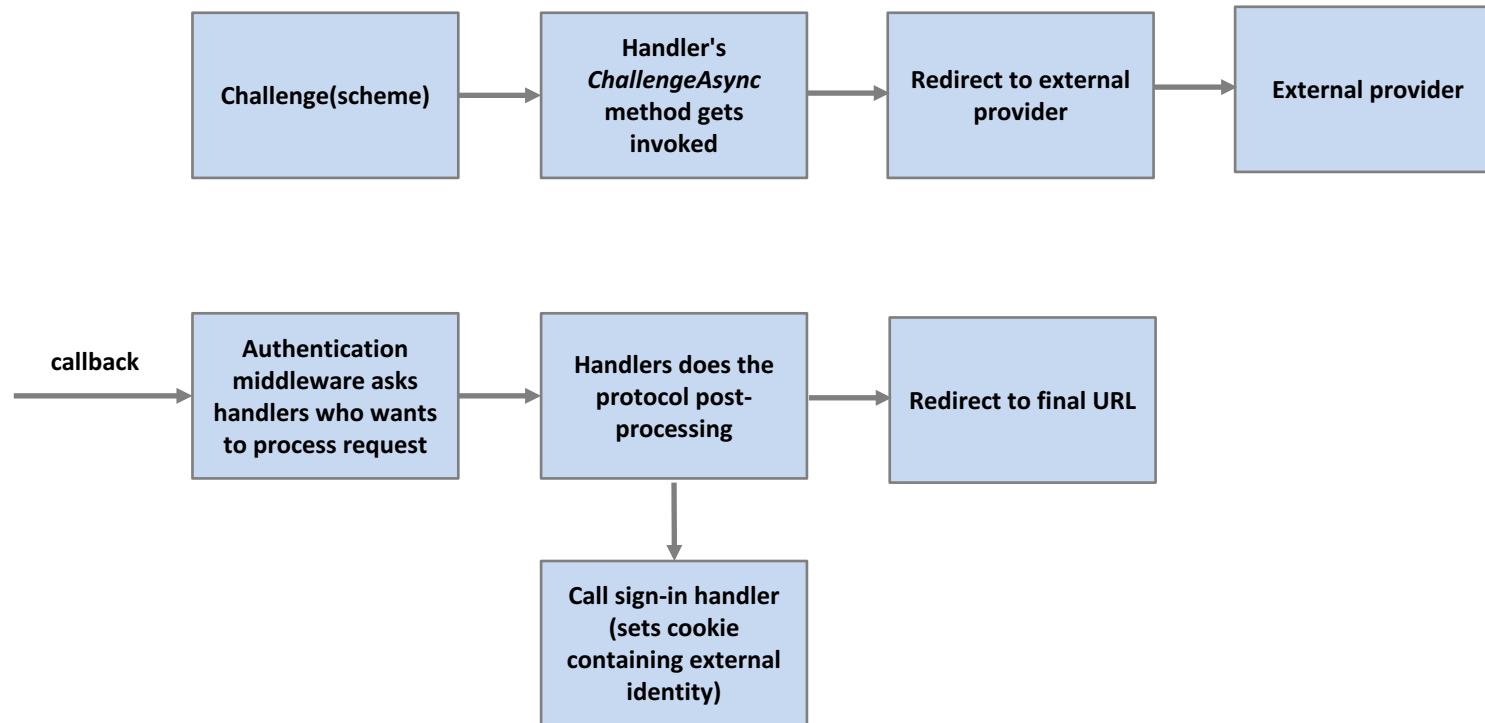 Challenge(scheme)
Handler's
ChallengeAsync
method gets
invoked
Redirect to external
provider
External provider
callback
Authentication
middleware asks
handlers who wants
to process request
Handlers does the
protocol post-
processing
Redirect to final URL
Call sign-in handler
(sets cookie
containing external
identity)